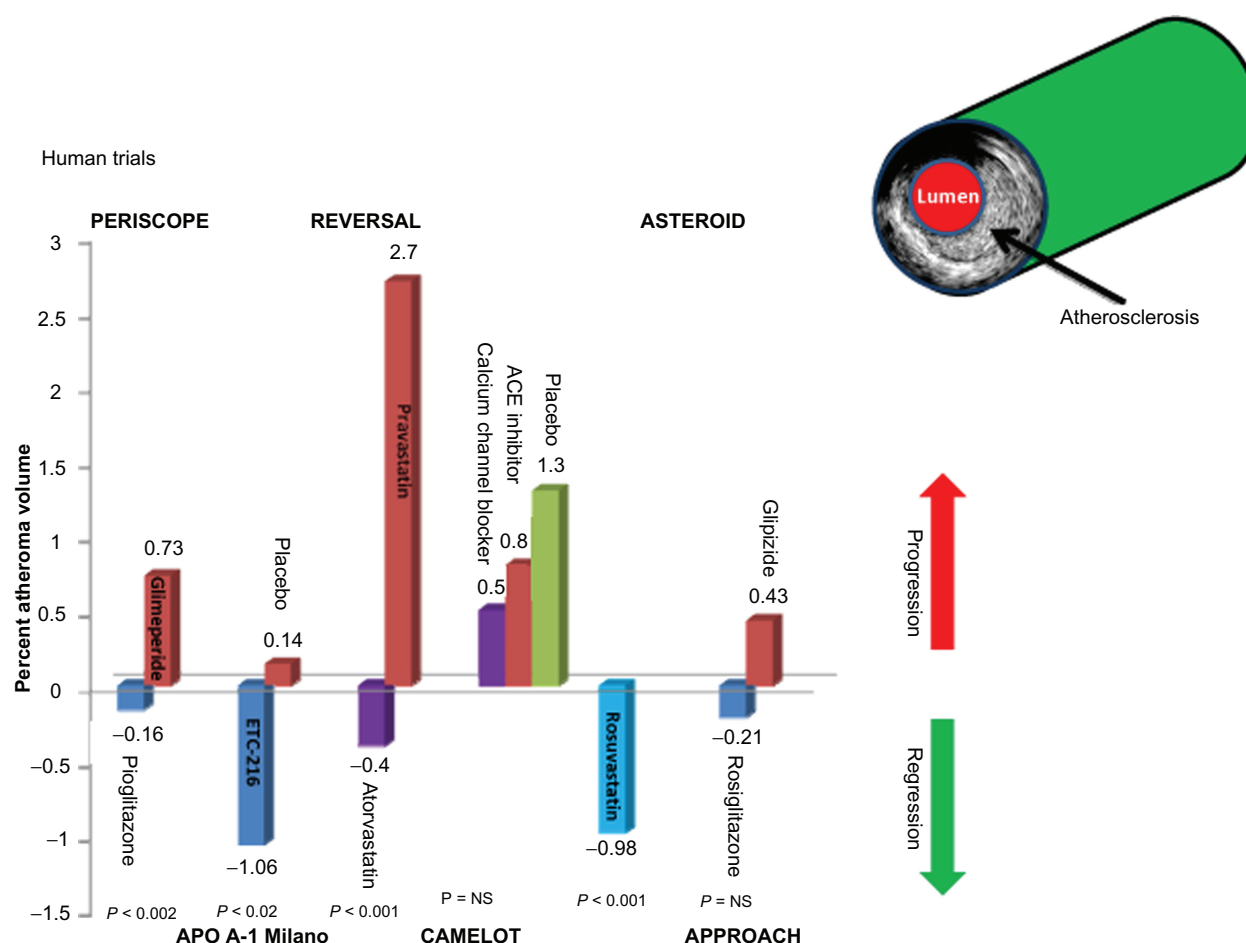 Human trials
PERISCOPE
REVERSAL
ASTEROID
Lumen
Atherosclerosis
Percent atheroma volume
3
2.5
2
1.5
1
0.5
0
–0.5
–1
–1.5
0.73
Glimeperide
–0.16
Pioglitazone
Placebo
0.14
ETC-216
–1.06
2.7
Pravastatin
–0.4
Atorvastatin
Calcium channel blocker
0.5
ACE inhibitor
0.8
Placebo
1.3
Rosuvastatin
–0.98
Glipizide
0.43
–0.21
Rosiglitazone
Progression
Regression
P < 0.002
P < 0.02
P < 0.001
P = NS
P < 0.001
P = NS
APO A-1 Milano
CAMELOT
APPROACH